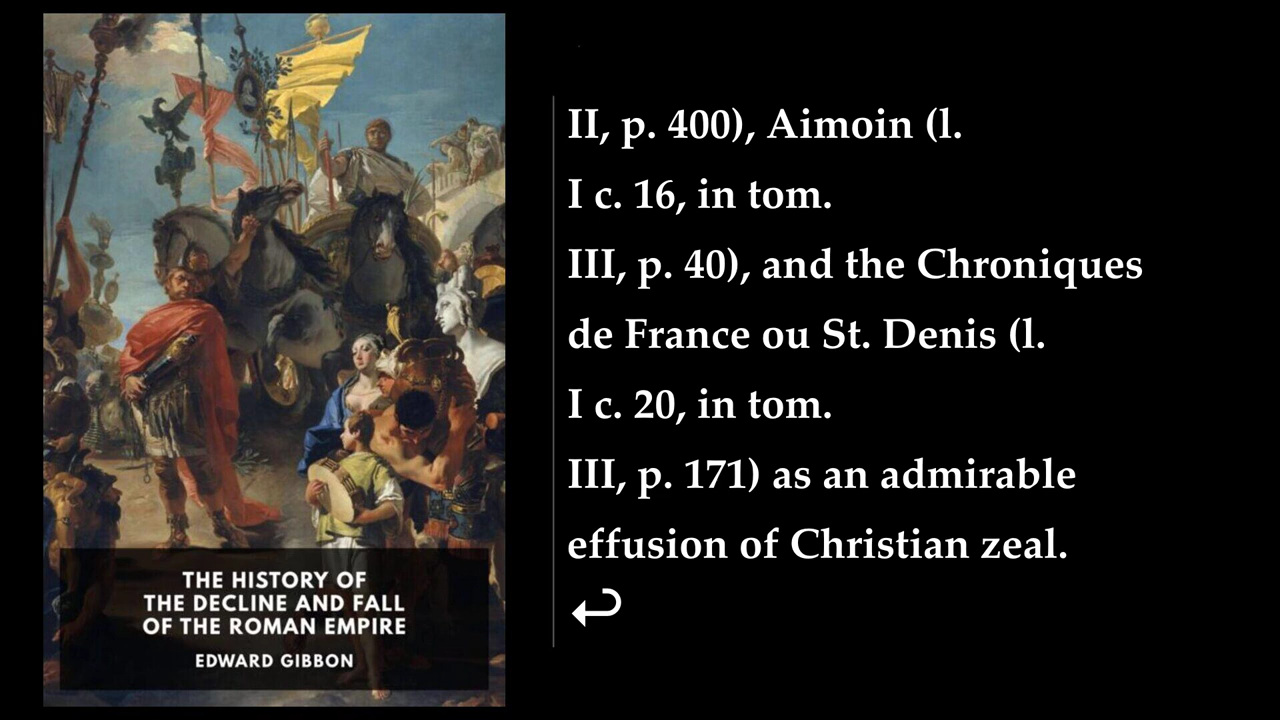 II, p. 400), Aimoin (l.
I c. 16, in tom.
III, p. 40), and the Chroniques
de France ou St. Denis (l.
I c. 20, in tom.
III, p. 171) as an admirable
effusion of Christian zeal.
↩
THE HISTORY OF
THE DECLINE AND FALL
OF THE ROMAN EMPIRE
EDWARD GIBBON